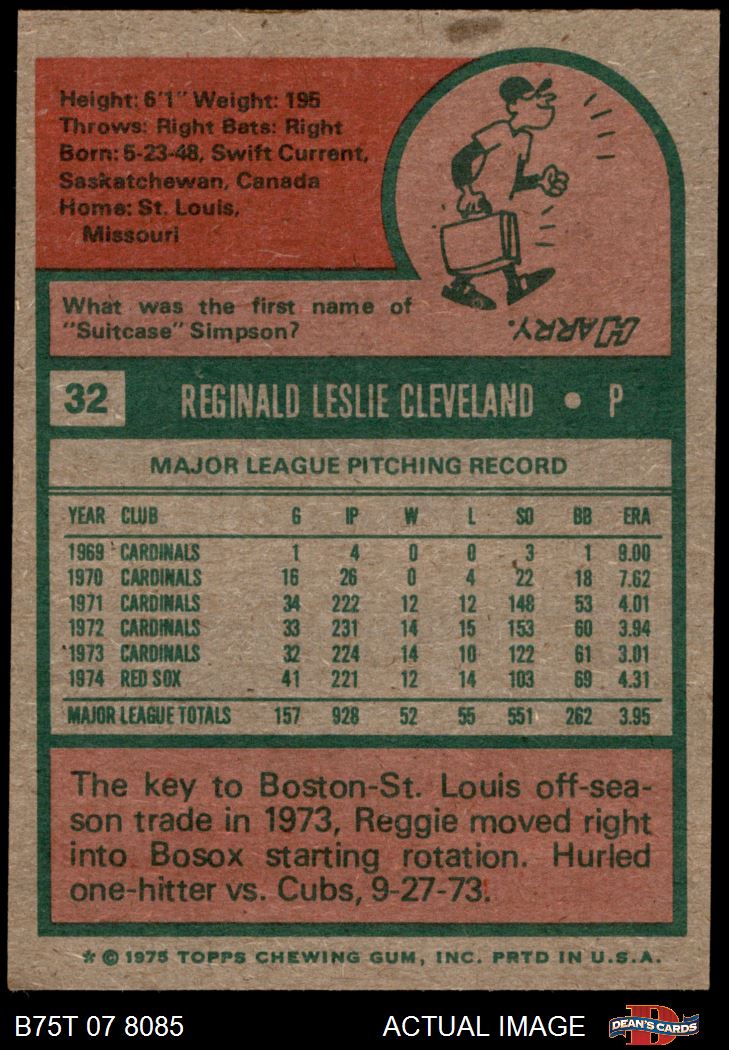 Height: 6'1" Weight: 195
Throws: Right Bats: Right
Born: 5-23-48, Swift Current,
Saskatchewan, Canada
Home: St. Louis,
Missouri
What was the first name of
"Suitcase" Simpson?
HARRY.
32 REGINALD LESLIE CLEVELAND • P
MAJOR LEAGUE PITCHING RECORD
YEAR CLUB G IP W L SO BB ERA
1969 CARDINALS 1 4 0 0 3 1 9.00
1970 CARDINALS 16 26 0 4 22 18 7.62
1971 CARDINALS 34 222 12 12 148 53 4.01
1972 CARDINALS 33 231 14 15 153 60 3.94
1973 CARDINALS 32 224 14 10 122 61 3.01
1974 RED SOX 41 221 12 14 103 69 4.31
MAJOR LEAGUE TOTALS 157 928 52 55 551 262 3.95
The key to Boston-St. Louis off-sea-
son trade in 1973, Reggie moved right
into Bosox starting rotation. Hurled
one-hitter vs. Cubs, 9-27-73.
* © 1975 TOPPS CHEWING GUM, INC. PRTD IN U.S.A.
B75T 07 8085 ACTUAL IMAGE D DEAN'S CARDS